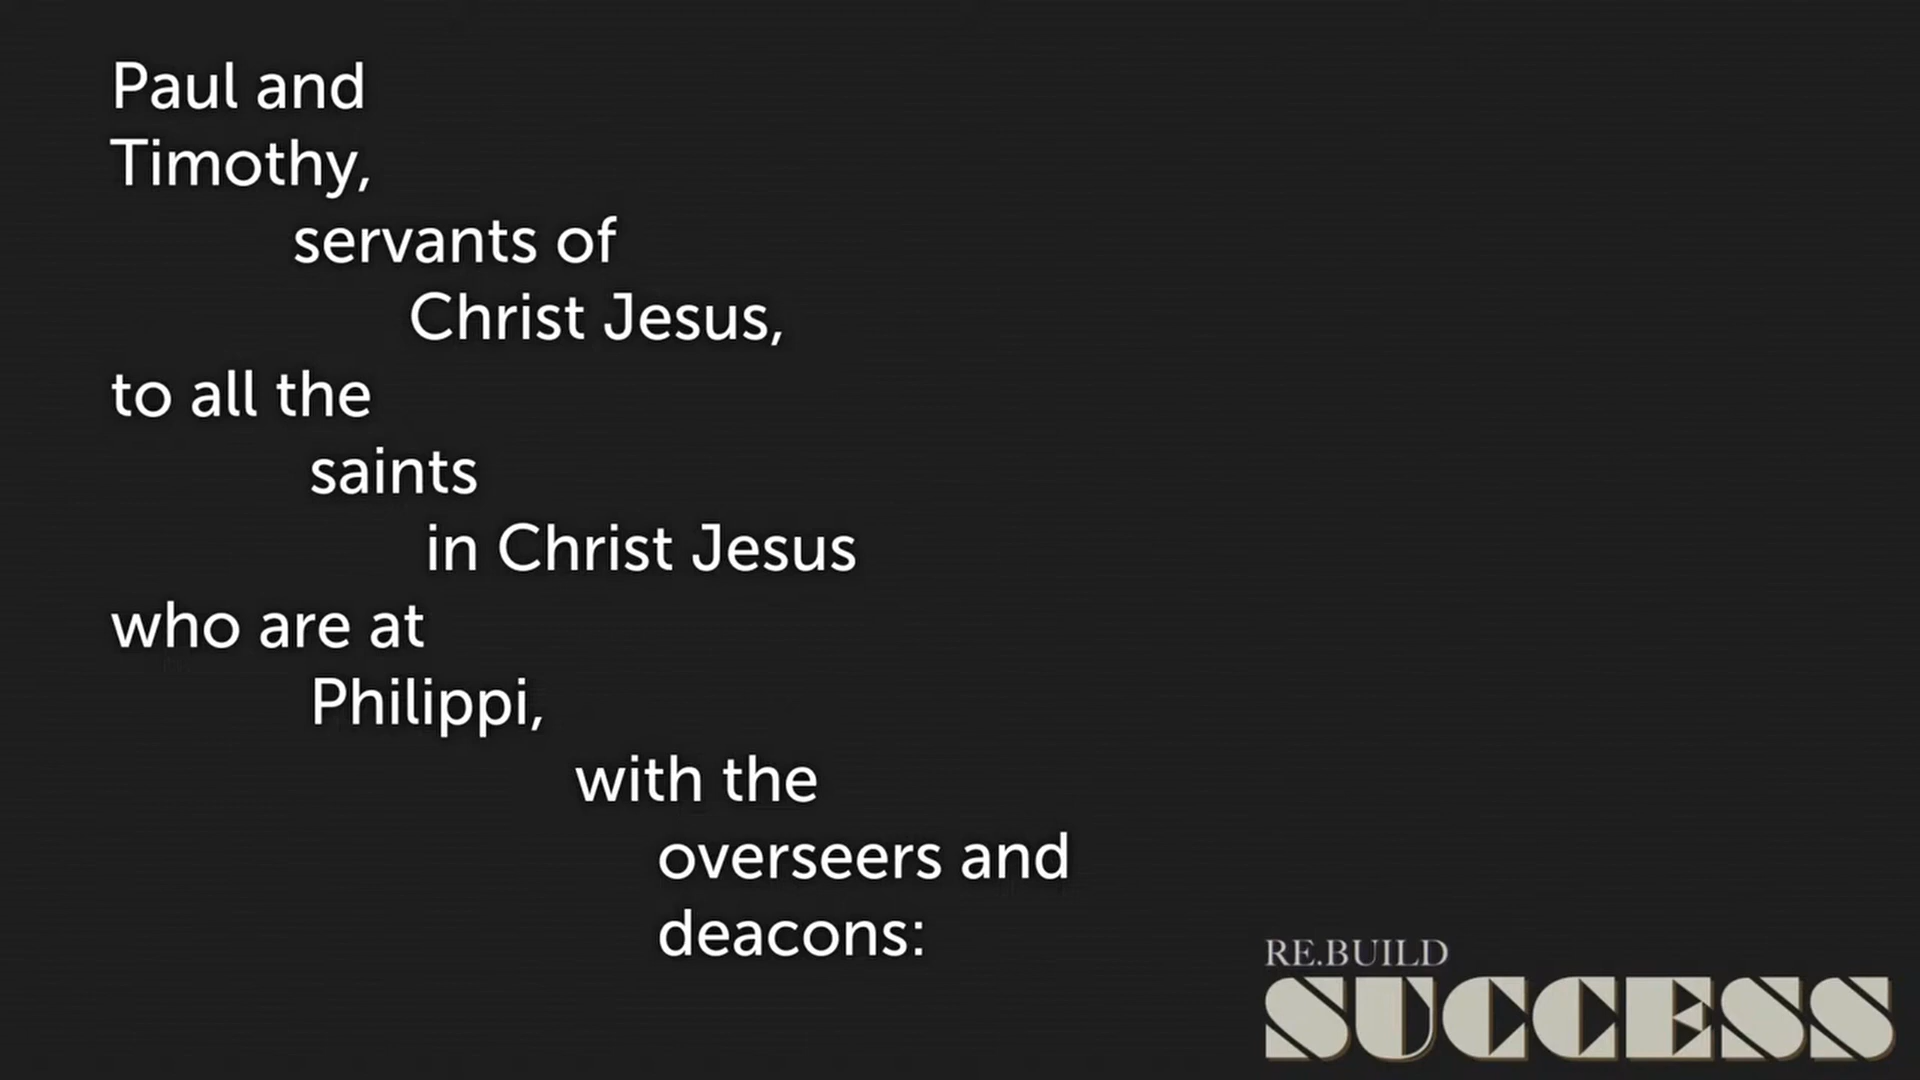 Paul and
Timothy,
servants of
Christ Jesus,
to all the
saints
in Christ Jesus
who are at
Philippi,
with the
overseers and
deacons:
RE.BUILD
SUCCESS